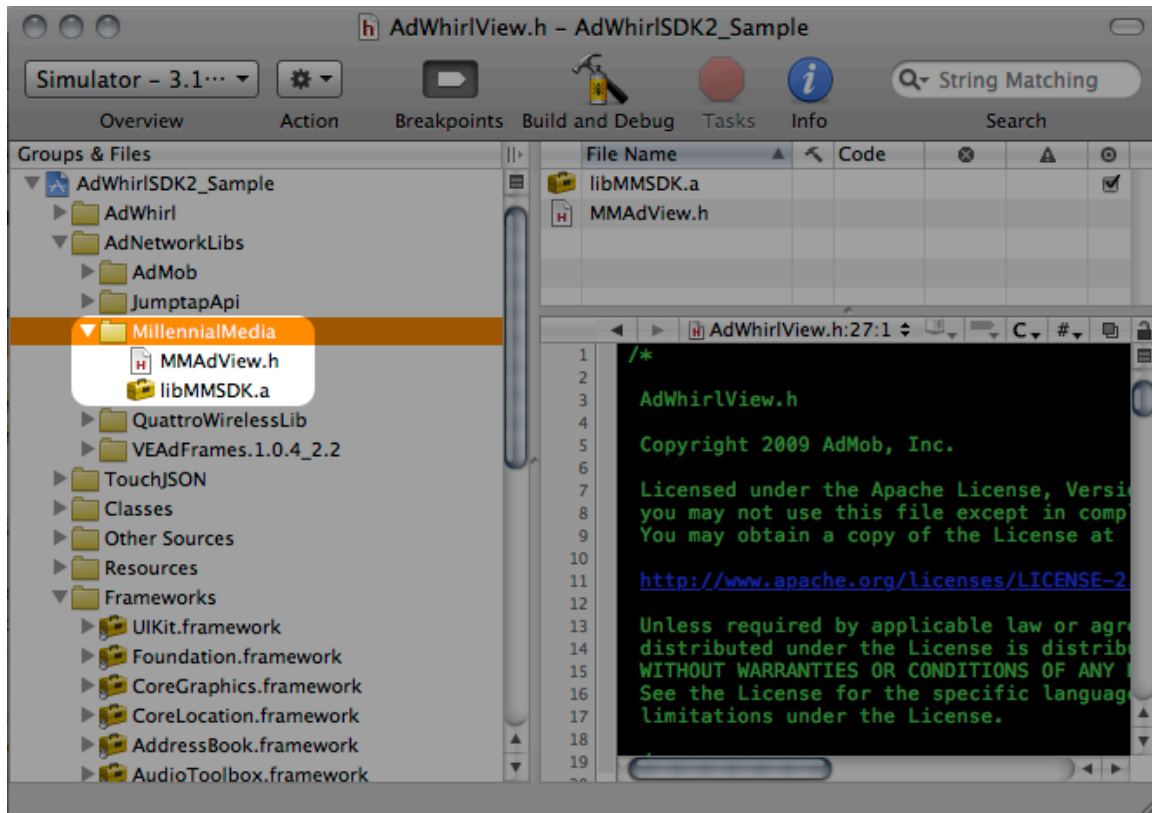 AdWhirlView.h – AdWhirlSDK2_Sample
Simulator – 3.1…
String Matching
Overview Action Breakpoints Build and Debug Tasks Info Search
Groups & Files
AdWhirlSDK2_Sample
AdWhirl
AdNetworkLibs
AdMob
JumptapApi
MillennialMedia
MMAdView.h
libMMSDK.a
QuattroWirelessLib
VEAdFrames.1.0.4_2.2
TouchJSON
Classes
Other Sources
Resources
Frameworks
UIKit.framework
Foundation.framework
CoreGraphics.framework
CoreLocation.framework
AddressBook.framework
AudioToolbox.framework
File Name Code
libMMSDK.a
MMAdView.h
AdWhirlView.h:27:1 C #
1 /*
2
3 AdWhirlView.h
4
5 Copyright 2009 AdMob, Inc.
6
7 Licensed under the Apache License, Versi
8 you may not use this file except in comp
9 You may obtain a copy of the License at
10
11 http://www.apache.org/licenses/LICENSE-2
12
13 Unless required by applicable law or agr
14 distributed under the License is distrib
15 WITHOUT WARRANTIES OR CONDITIONS OF ANY
16 See the License for the specific languag
17 limitations under the License.
18
19